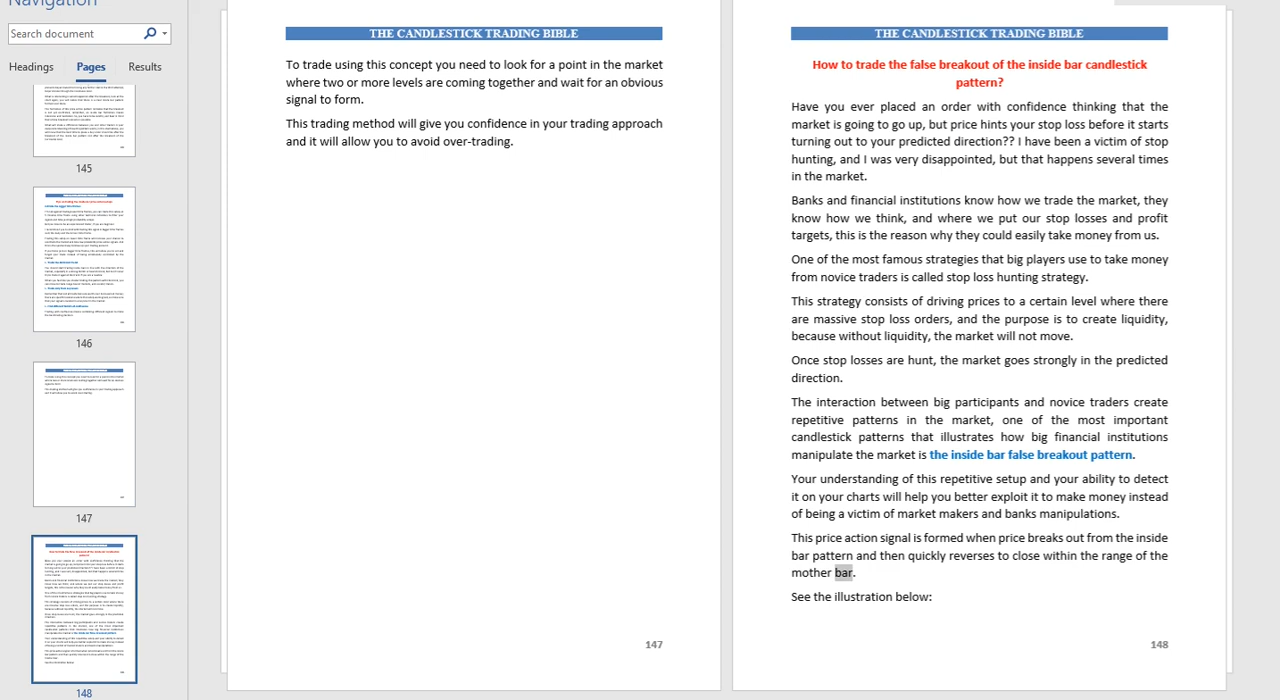 Navigation
Search document
Headings
Pages
Results
145
146
147
148
THE CANDLESTICK TRADING BIBLE
To trade using this concept you need to look for a point in the market
where two or more levels are coming together and wait for an obvious
signal to form.
This trading method will give you confidence in your trading approach
and it will allow you to avoid over-trading.
147
THE CANDLESTICK TRADING BIBLE
How to trade the false breakout of the inside bar candlestick
pattern?
Have you ever placed an order with confidence thinking that the
market is going to go up, but price hints your stop loss before it starts
turning out to your predicted direction?? I have been a victim of stop
hunting, and I was very disappointed, but that happens several times
in the market.
Banks and financial institutions know how we trade the market, they
know how we think, and where we put our stop losses and profit
targets, this is the reason why they could easily take money from us.
One of the most famous strategies that big players use to take money
from novice traders is called stop loss hunting strategy.
This strategy consists of driving prices to a certain level where there
are massive stop loss orders, and the purpose is to create liquidity,
because without liquidity, the market will not move.
Once stop losses are hunt, the market goes strongly in the predicted
direction.
The interaction between big participants and novice traders create
repetitive patterns in the market, one of the most important
candlestick patterns that illustrates how big financial institutions
manipulate the market is the inside bar false breakout pattern.
Your understanding of this repetitive setup and your ability to detect
it on your charts will help you better exploit it to make money instead
of being a victim of market makers and banks manipulations.
This price action signal is formed when price breaks out from the inside
bar pattern and then quickly reverses to close within the range of the
mother bar.
See the illustration below:
148